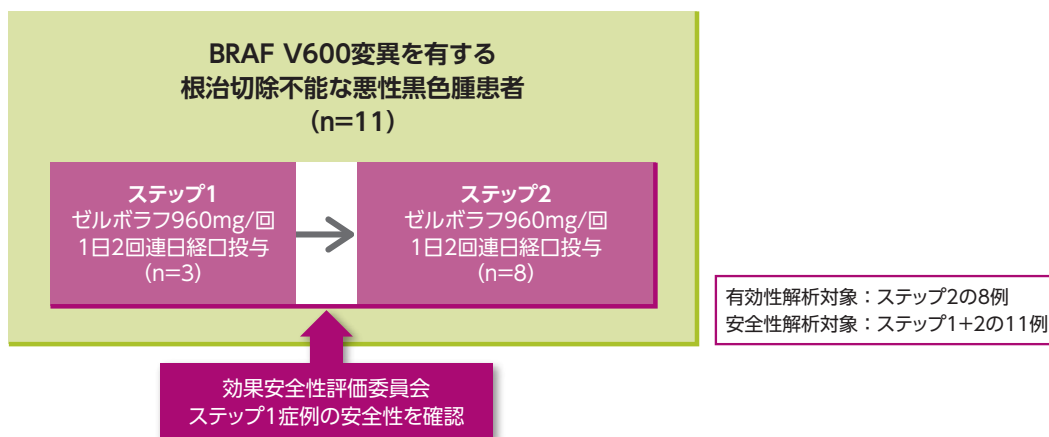 BRAF V600変異を有する
根治切除不能な悪性黒色腫患者
(n=11)
ステップ1
ゼルボラフ960mg/回
1日2回連日経口投与
(n=3)
ステップ2
ゼルボラフ960mg/回
1日2回連日経口投与
(n=8)
有効性解析対象：ステップ2の8例
安全性解析対象：ステップ1+2の11例
効果安全性評価委員会
ステップ1症例の安全性を確認